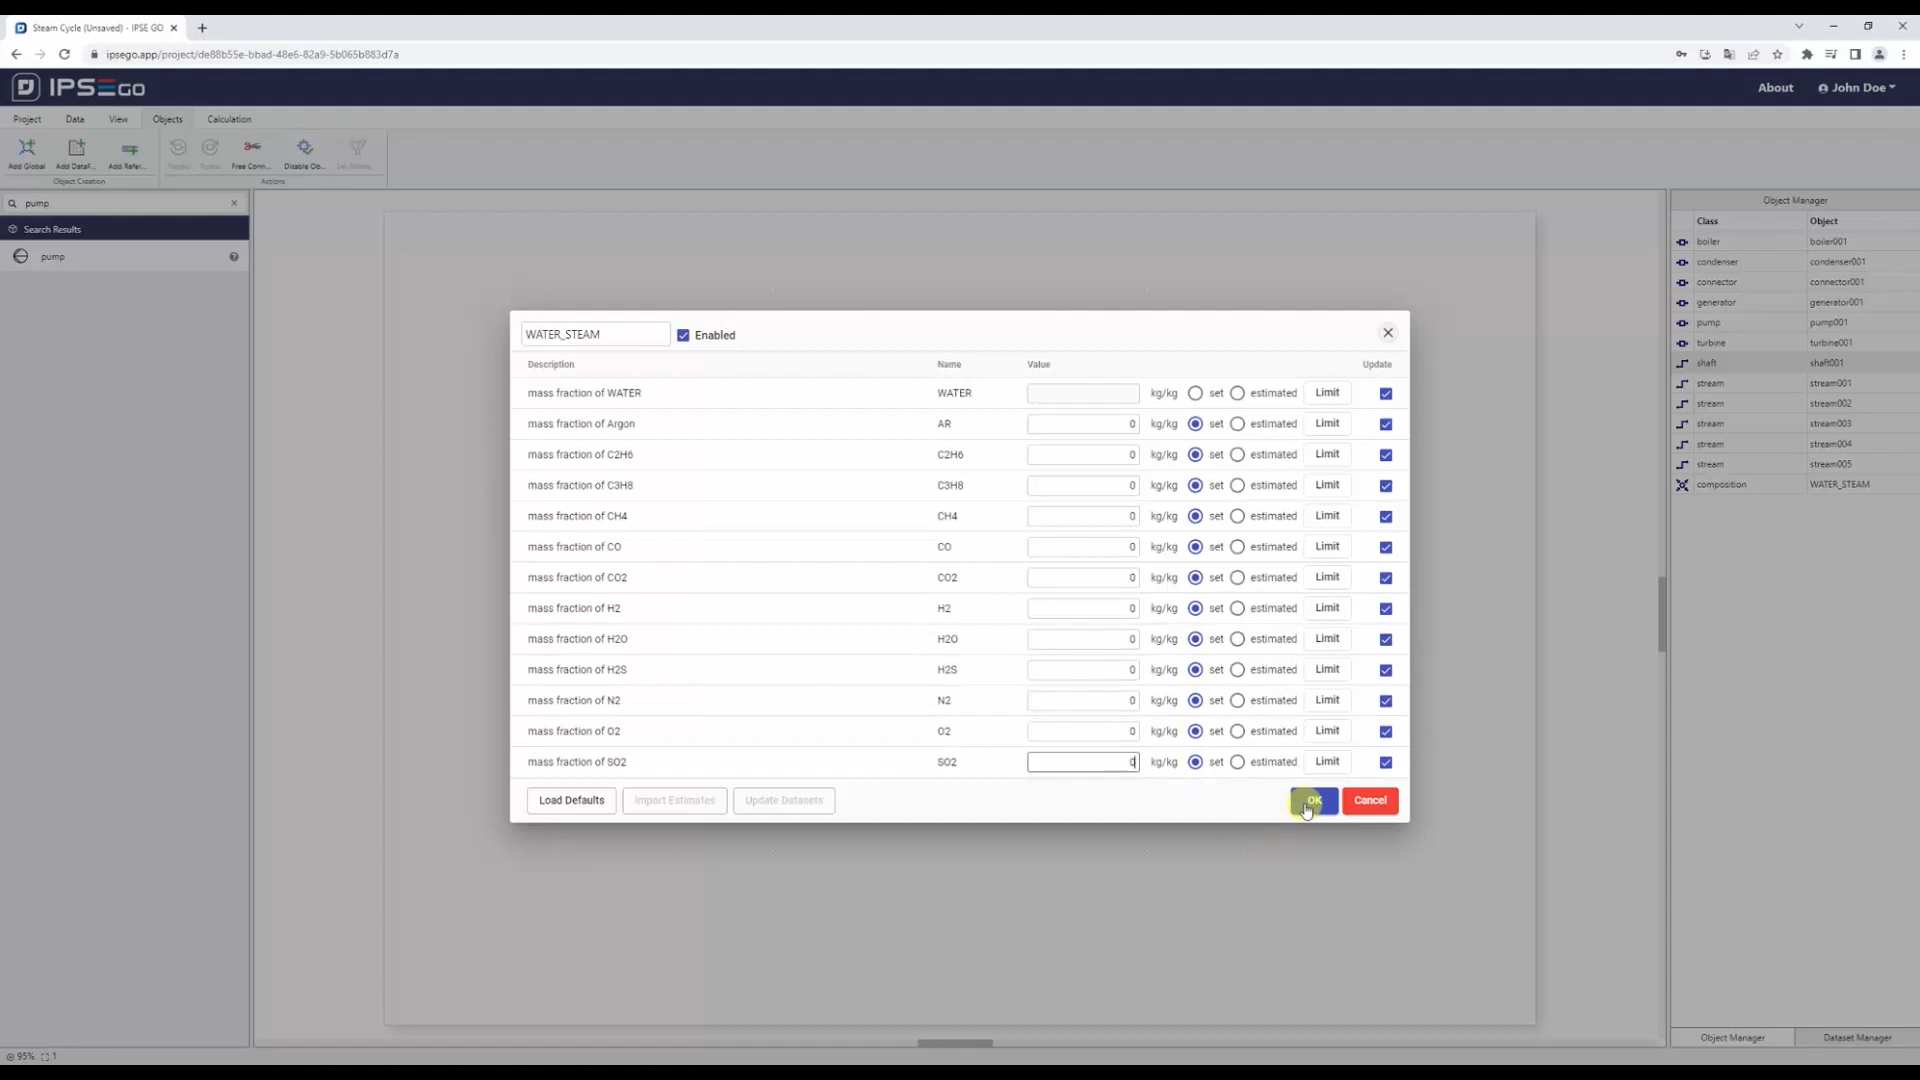 Steam Cycle (Unsaved) - IPSE GO
ipsego.app/project/de88b55e-bbad-48e6-82a9-5b065b883d7a
IPSEGO
About
John Doe
Project
Data
View
Objects
Calculation
Add Global
Add DataF...
Add Refer...
Free Conn...
Disable Ob...
Object Creation
Actions
pump
Search Results
pump
WATER_STEAM
Enabled
Description Name Value Update
mass fraction of WATER WATER kg/kg set estimated Limit
mass fraction of Argon AR 0 kg/kg set estimated Limit
mass fraction of C2H6 C2H6 0 kg/kg set estimated Limit
mass fraction of C3H8 C3H8 0 kg/kg set estimated Limit
mass fraction of CH4 CH4 0 kg/kg set estimated Limit
mass fraction of CO CO 0 kg/kg set estimated Limit
mass fraction of CO2 CO2 0 kg/kg set estimated Limit
mass fraction of H2 H2 0 kg/kg set estimated Limit
mass fraction of H2O H2O 0 kg/kg set estimated Limit
mass fraction of H2S H2S 0 kg/kg set estimated Limit
mass fraction of N2 N2 0 kg/kg set estimated Limit
mass fraction of O2 O2 0 kg/kg set estimated Limit
mass fraction of SO2 SO2 0 kg/kg set estimated Limit
Load Defaults
Import Estimates
Update Datasets
OK
Cancel
Object Manager
Class Object
boiler boiler001
condenser condenser001
connector connector001
generator generator001
pump pump001
turbine turbine001
shaft shaft001
stream stream001
stream stream002
stream stream003
stream stream004
stream stream005
composition WATER_STEAM
Object Manager
Dataset Manager
95%
1